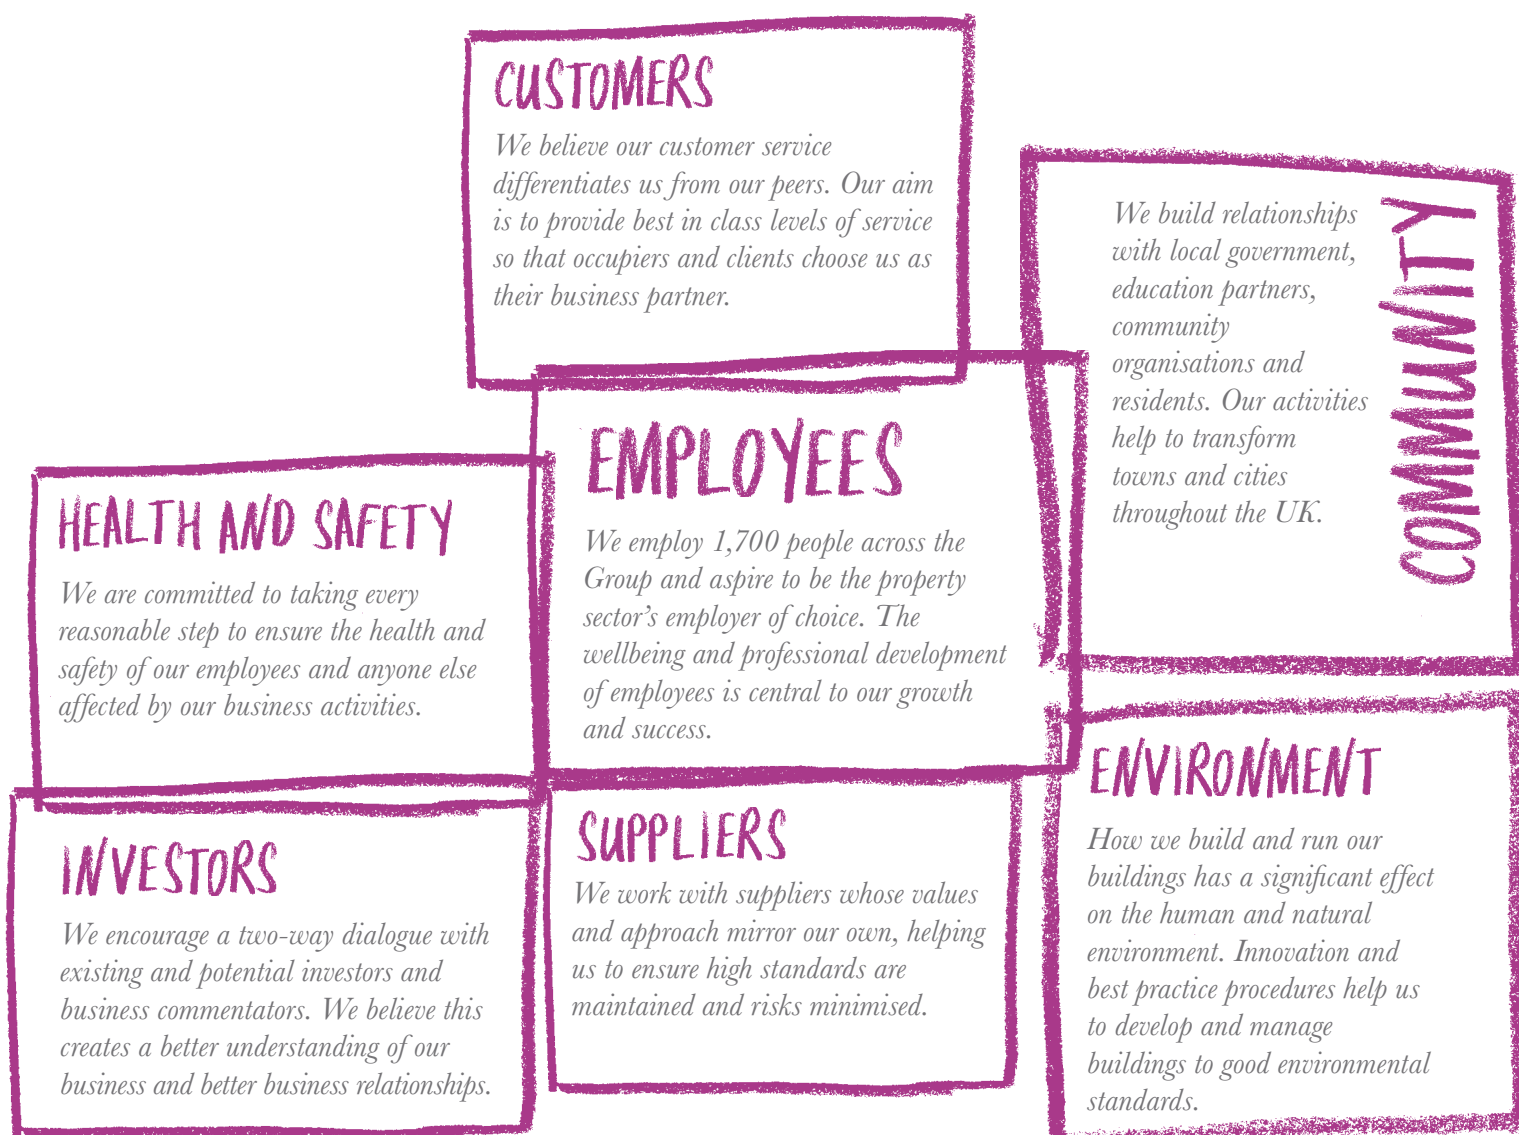 CUSTOMERS
We believe our customer service
differentiates us from our peers. Our aim
is to provide best in class levels of service
so that occupiers and clients choose us as
their business partner.
COMMUNITY
We build relationships
with local government,
education partners,
community
organisations and
residents. Our activities
help to transform
towns and cities
throughout the UK.
EMPLOYEES
We employ 1,700 people across the
Group and aspire to be the property
sector's employer of choice. The
wellbeing and professional development
of employees is central to our growth
and success.
HEALTH AND SAFETY
We are committed to taking every
reasonable step to ensure the health and
safety of our employees and anyone else
affected by our business activities.
INVESTORS
We encourage a two-way dialogue with
existing and potential investors and
business commentators. We believe this
creates a better understanding of our
business and better business relationships.
SUPPLIERS
We work with suppliers whose values
and approach mirror our own, helping
us to ensure high standards are
maintained and risks minimised.
ENVIRONMENT
How we build and run our
buildings has a significant effect
on the human and natural
environment. Innovation and
best practice procedures help us
to develop and manage
buildings to good environmental
standards.